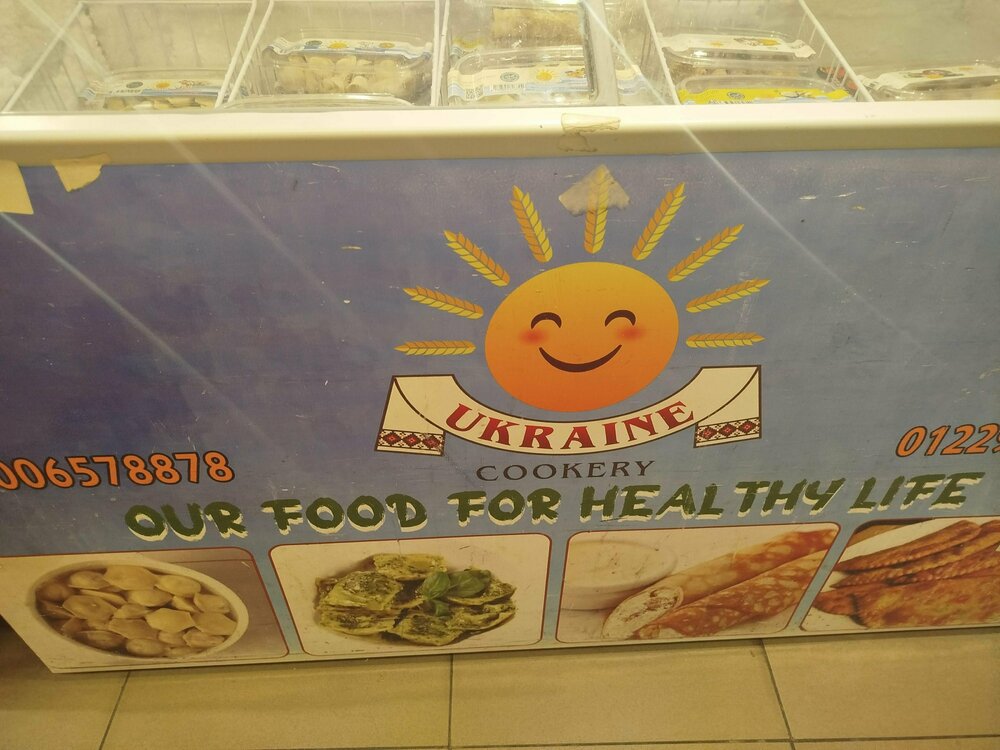 UKRAINE
COOKERY
006578878
0122
OUR FOOD FOR HEALTHY LIFE